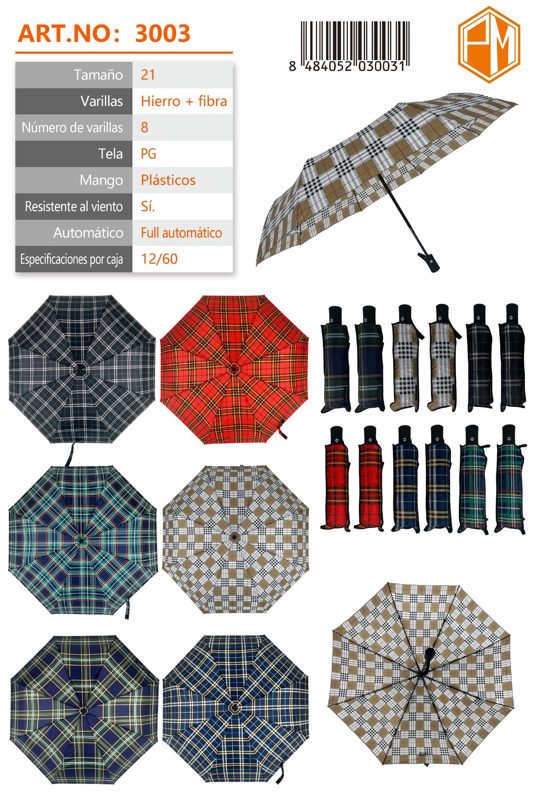 ART.NO: 3003
8 484052 030031
PM
Tamaño 21
Varillas Hierro + fibra
Número de varillas 8
Tela PG
Mango Plásticos
Resistente al viento Sí.
Automático Full automático
Especificaciones por caja 12/60